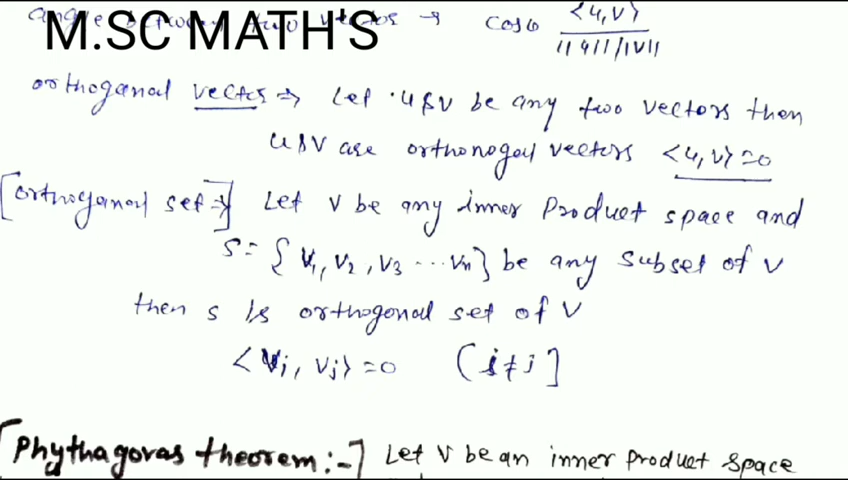 angle between two vectors → cosθ <u,v> / ||u|| ||v||
M.SC MATH'S
orthoganal vectors ⇒ Let u & v be any two vectors then
u & v are orthonogal vectors <u,v>=0
[orthoganal set ⇒] Let V be any inner product space and
S= { v₁, v₂, v₃ ... vₙ} be any subset of V
then s is orthogonal set of V
<vi, vj> =0 (i≠j]
[Phythagoras theorem:-] Let V be an inner product space